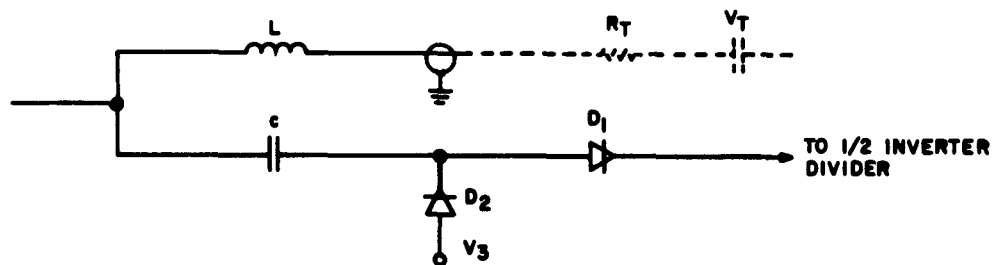 L
R_T
V_T
c
D_1
TO 1/2 INVERTER
DIVIDER
D_2
V_3